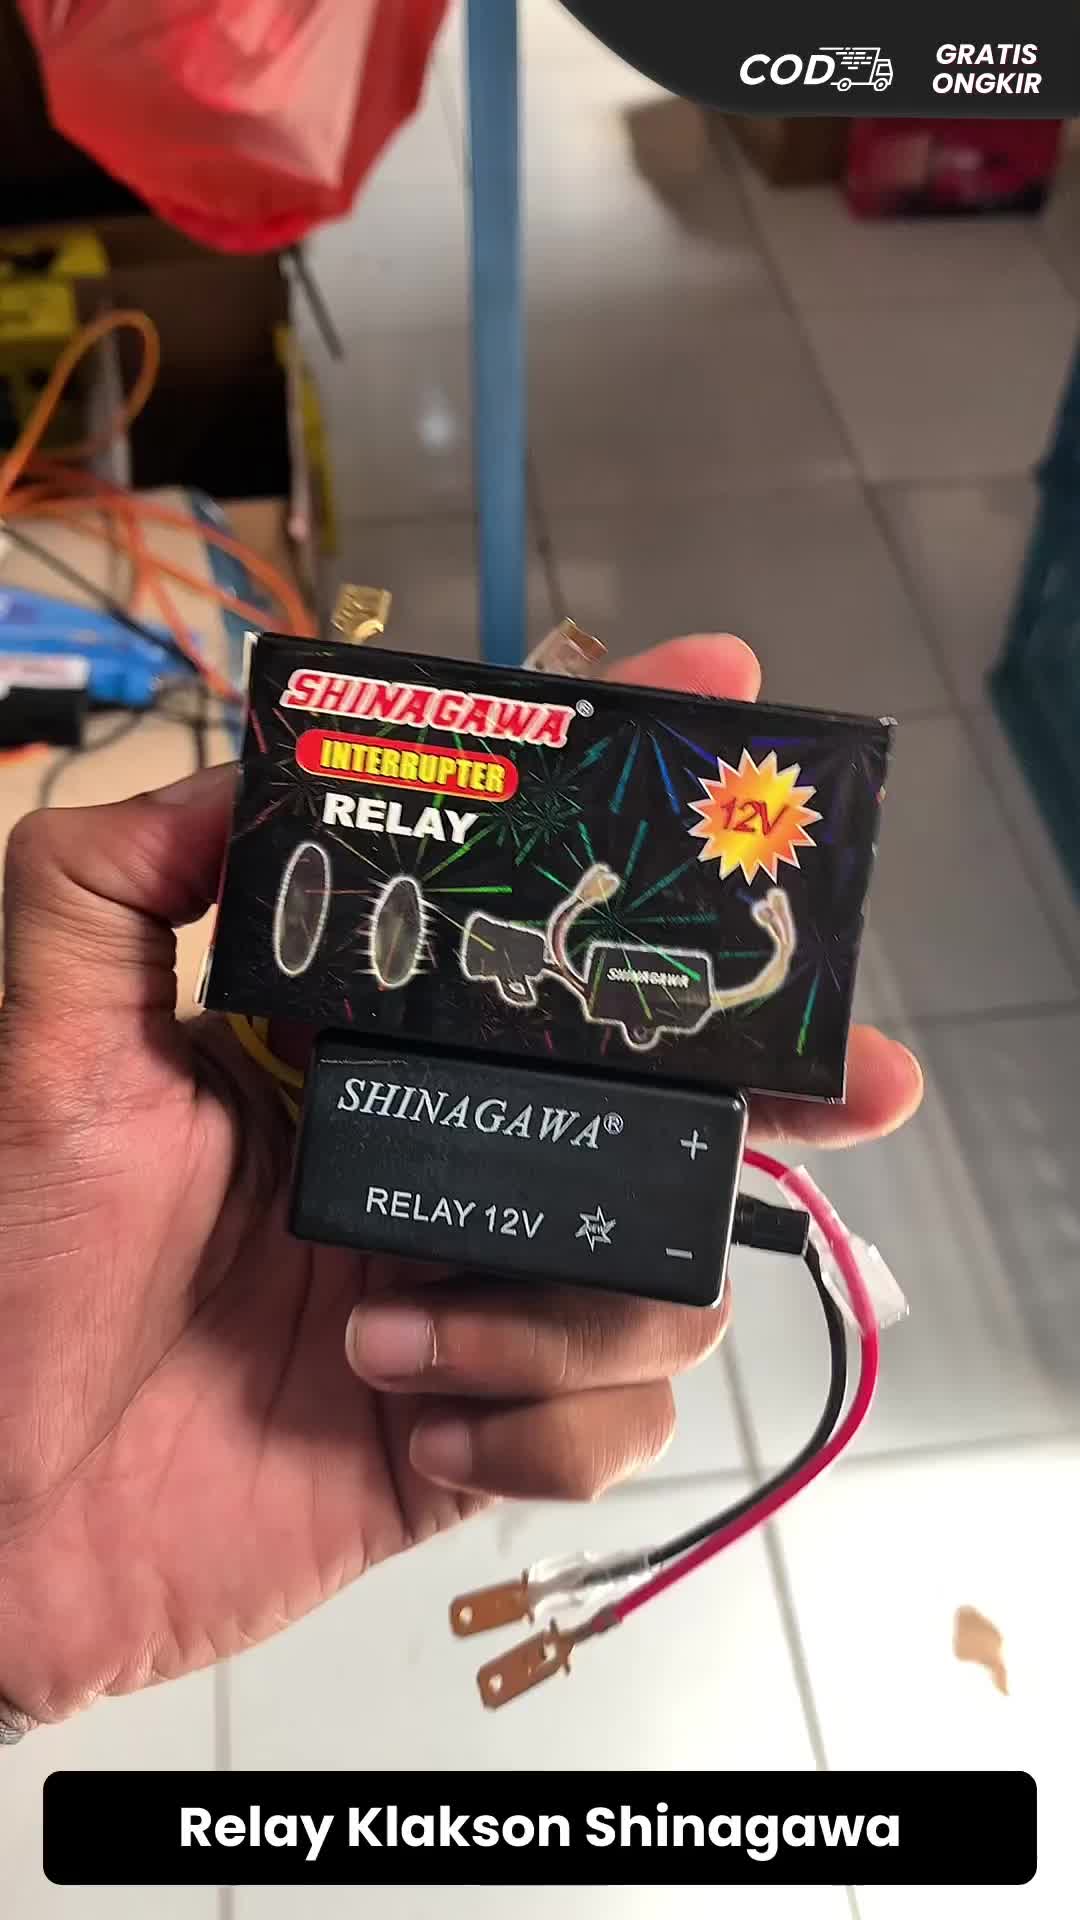 COD
GRATIS
ONGKIR
SHINAGAWA®
INTERRUPTER
RELAY
12V
SHINAGAWA
SHINAGAWA®
+
RELAY 12V
−
Relay Klakson Shinagawa